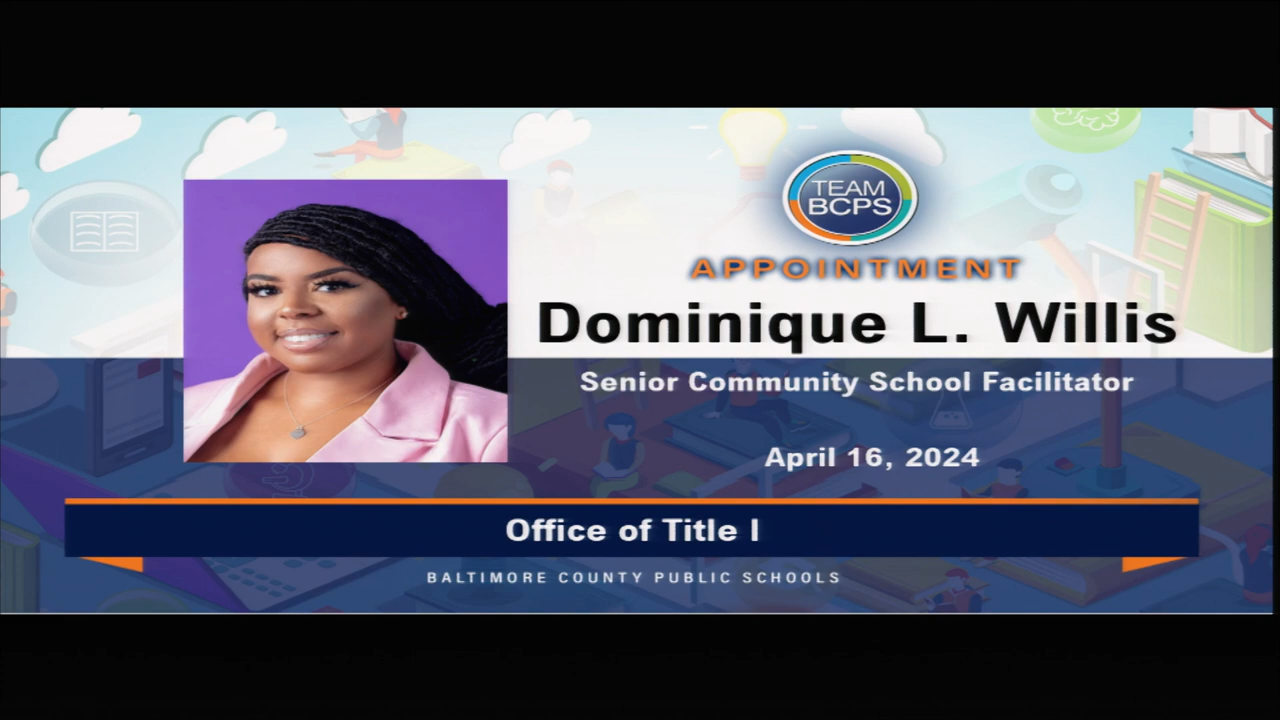 TEAM
BCPS
APPOINTMENT
Dominique L. Willis
Senior Community School Facilitator
April 16, 2024
Office of Title I
BALTIMORE COUNTY PUBLIC SCHOOLS